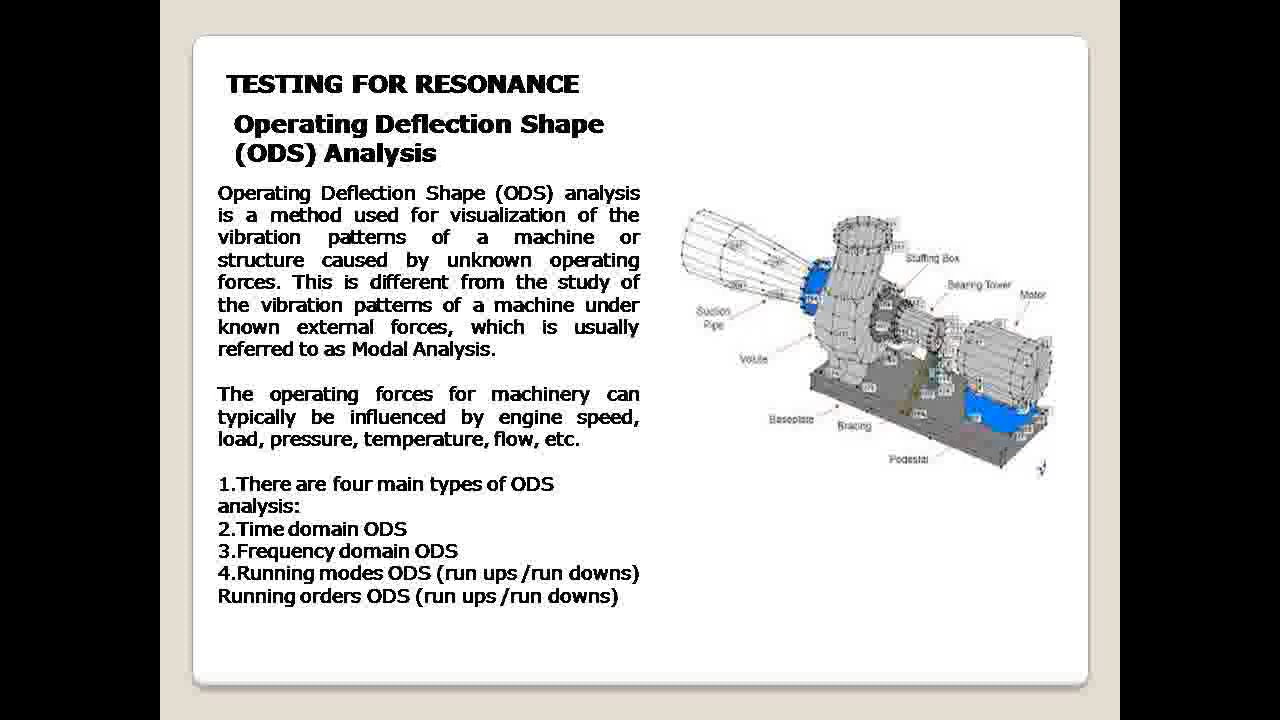 TESTING FOR RESONANCE
Operating Deflection Shape
(ODS) Analysis
Operating Deflection Shape (ODS) analysis
is a method used for visualization of the
vibration patterns of a machine or
structure caused by unknown operating
forces. This is different from the study of
the vibration patterns of a machine under
known external forces, which is usually
referred to as Modal Analysis.
The operating forces for machinery can
typically be influenced by engine speed,
load, pressure, temperature, flow, etc.
1.There are four main types of ODS
analysis:
2.Time domain ODS
3.Frequency domain ODS
4.Running modes ODS (run ups /run downs)
Running orders ODS (run ups /run downs)
Stuffing Box
Bearing Tower
Motor
Suction
Pipe
Volute
Baseplate
Bracing
Pedestal